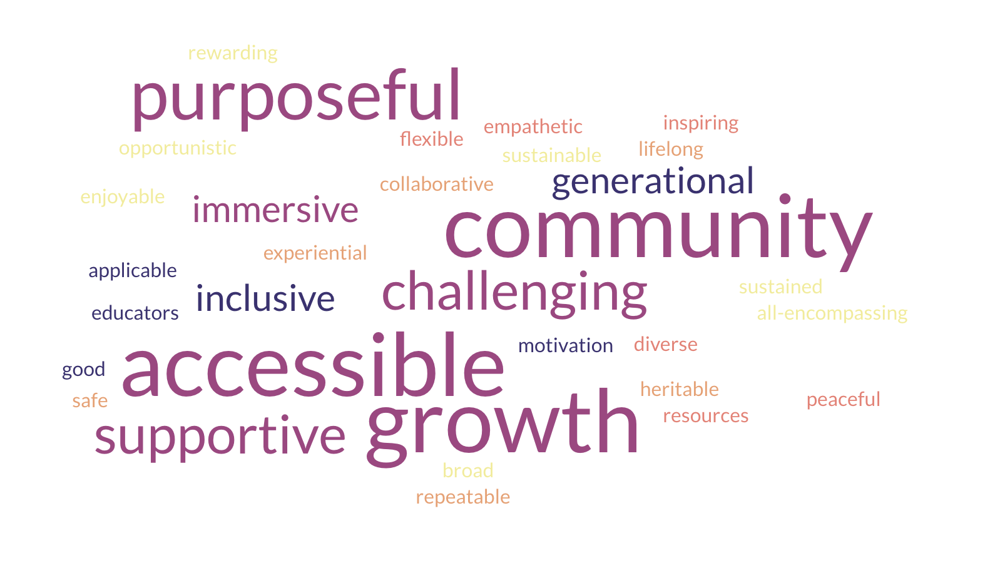 rewarding
purposeful
empathetic
inspiring
flexible
opportunistic
sustainable
lifelong
collaborative
generational
enjoyable
immersive
community
experiential
applicable
challenging
sustained
inclusive
educators
all-encompassing
accessible
motivation
diverse
good
heritable
safe
growth
peaceful
resources
supportive
broad
repeatable